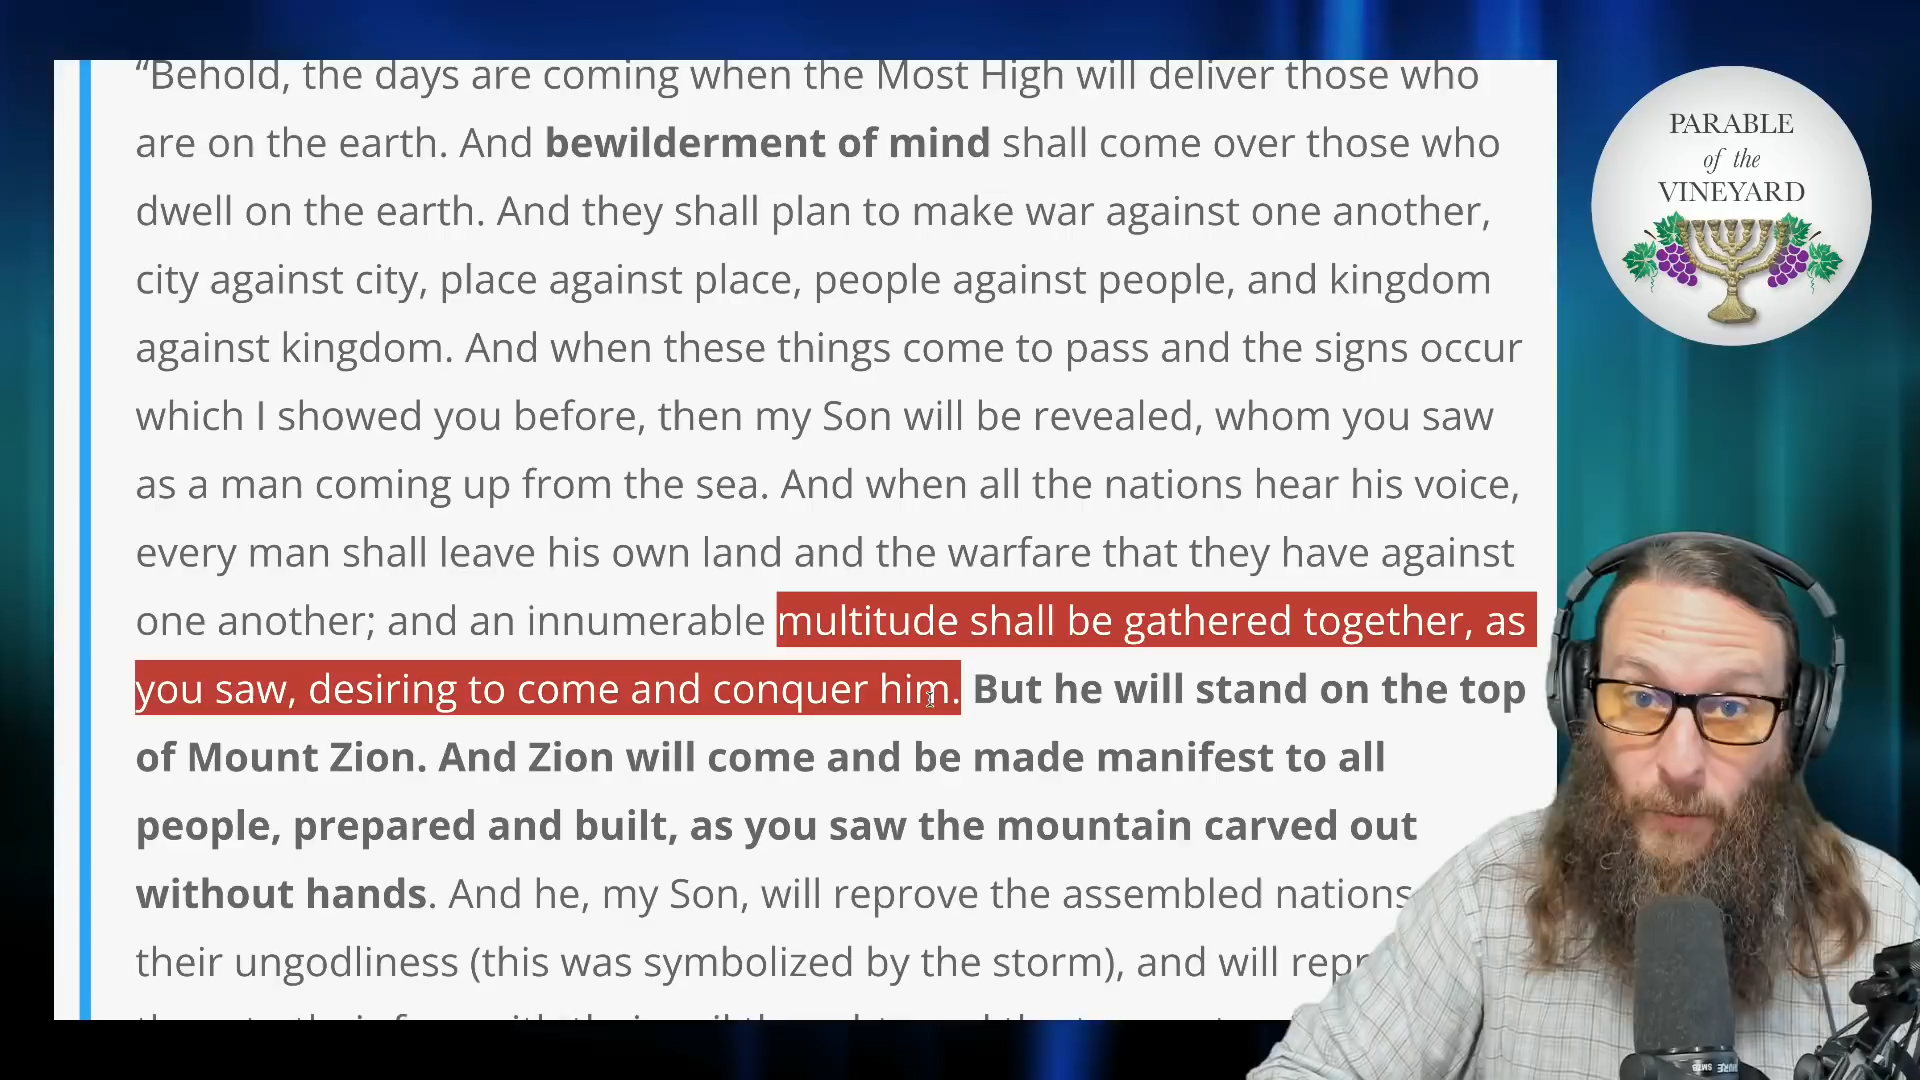 “Behold, the days are coming when the Most High will deliver those who
are on the earth. And bewilderment of mind shall come over those who
dwell on the earth. And they shall plan to make war against one another,
city against city, place against place, people against people, and kingdom
against kingdom. And when these things come to pass and the signs occur
which I showed you before, then my Son will be revealed, whom you saw
as a man coming up from the sea. And when all the nations hear his voice,
every man shall leave his own land and the warfare that they have against
one another; and an innumerable multitude shall be gathered together, as
you saw, desiring to come and conquer him. But he will stand on the top
of Mount Zion. And Zion will come and be made manifest to all
people, prepared and built, as you saw the mountain carved out
without hands. And he, my Son, will reprove the assembled nations
their ungodliness (this was symbolized by the storm), and will
PARABLE
of the
VINEYARD